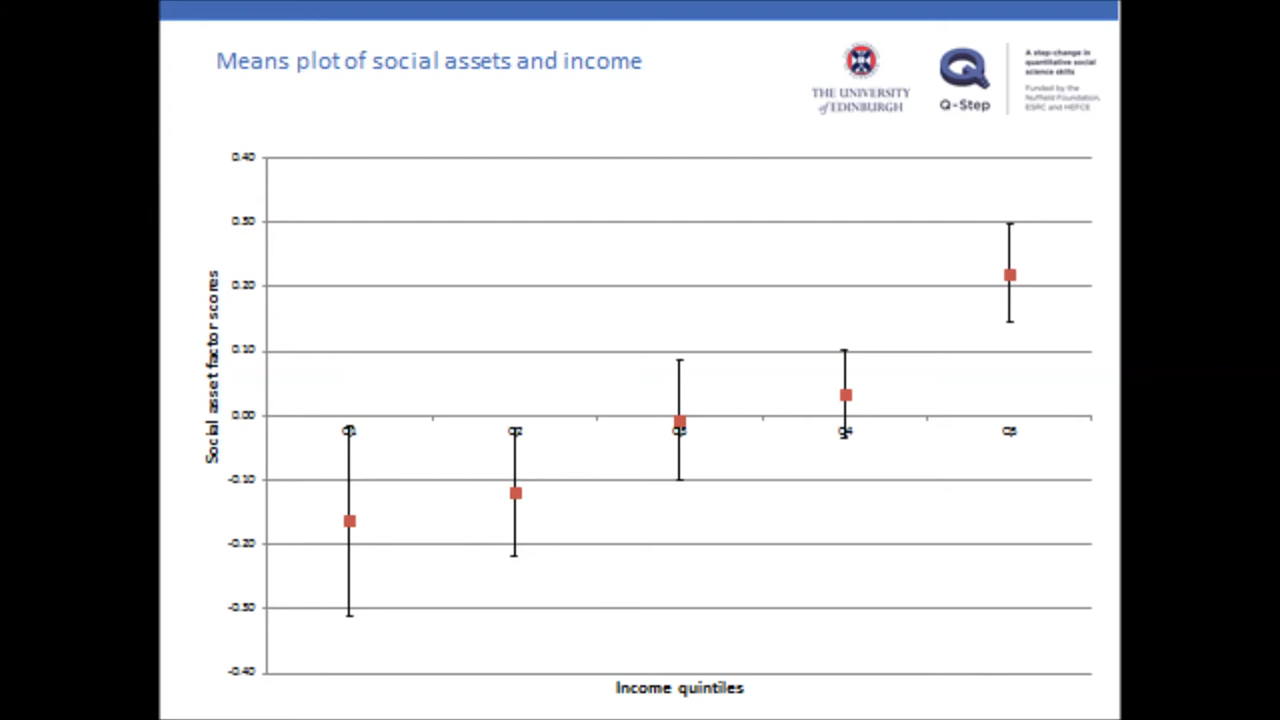 Means plot of social assets and income
THE UNIVERSITY
of EDINBURGH
Q-Step
A step-change in
quantitative social
science skills
Funded by the
Nuffield Foundation,
ESRC and HEFCE
0.40
0.30
0.20
0.10
0.00
-0.10
-0.20
-0.30
-0.40
Social asset factor scores
Q1 Q2 Q3 Q4 Q5
Income quintiles